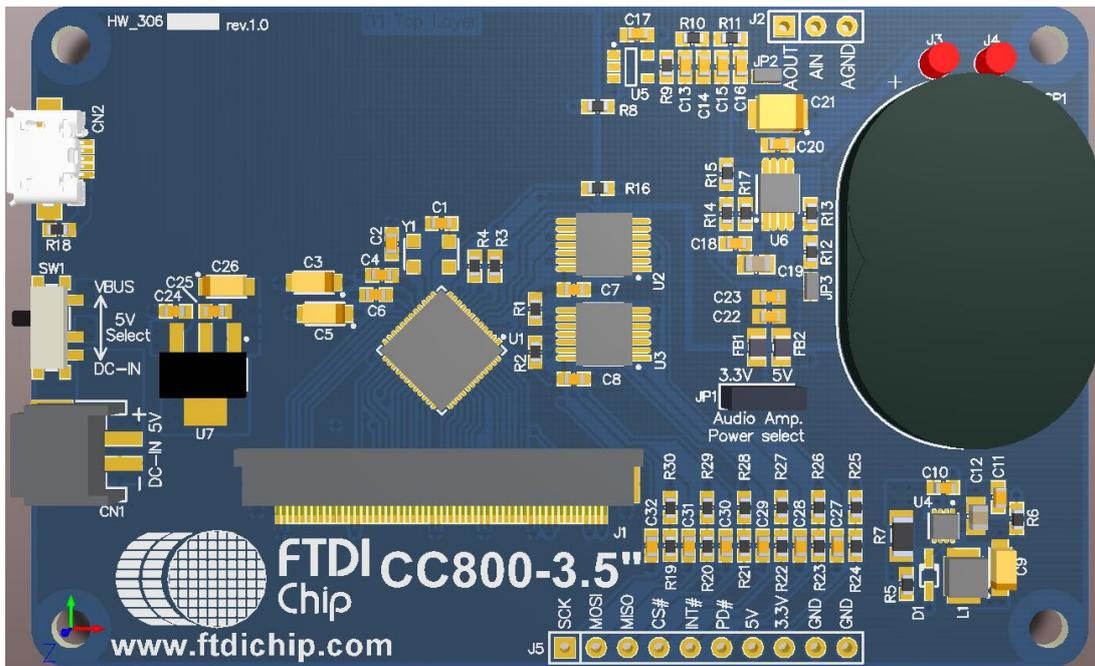 HW_306 rev.1.0
C17
R10
R11
J2
AOUT
AIN
AGND
J3
J4
+
-
U5
R9
C13
C14
C15
C16
JP2
C21
R8
C20
CN2
R18
R15
R17
R14
R13
R16
U6
C18
R12
C19
JP3
C1
Y1
C2
C4
R4
R3
C6
C3
C5
U2
C7
R1
U1
R2
U3
C8
C23
C22
FB1
FB2
SW1
VBUS
5V
Select
DC-IN
C26
C25
C24
U7
3.3V 5V
JP1
Audio Amp.
Power select
+
5V
DC-IN
-
CN1
J1
R30
R29
R28
R27
R26
R25
C32
C31
C30
C29
C28
C27
R19
R20
R21
R22
R23
R24
C10
C12
C11
U4
R6
R7
C9
R5
D1
L1
FTDI
Chip
CC800-3.5"
www.ftdichip.com
J5
SCK
MOSI
MISO
CS#
INT#
PD#
5V
3.3V
GND
GND
Z